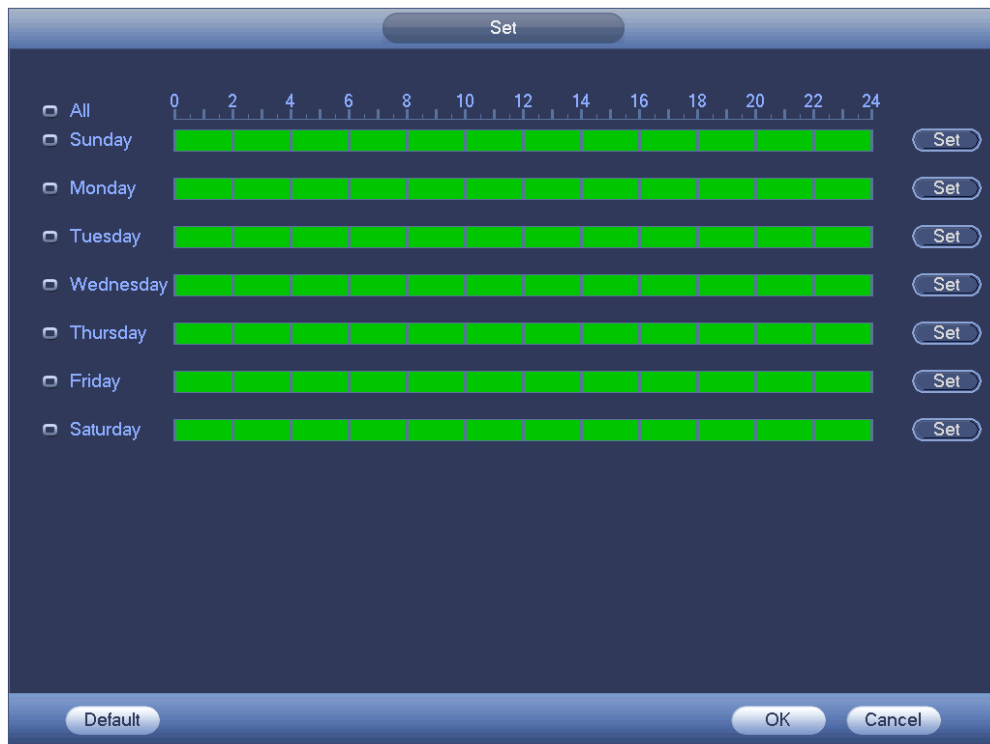 Set
All 0 2 4 6 8 10 12 14 16 18 20 22 24
Sunday Set
Monday Set
Tuesday Set
Wednesday Set
Thursday Set
Friday Set
Saturday Set
Default OK Cancel